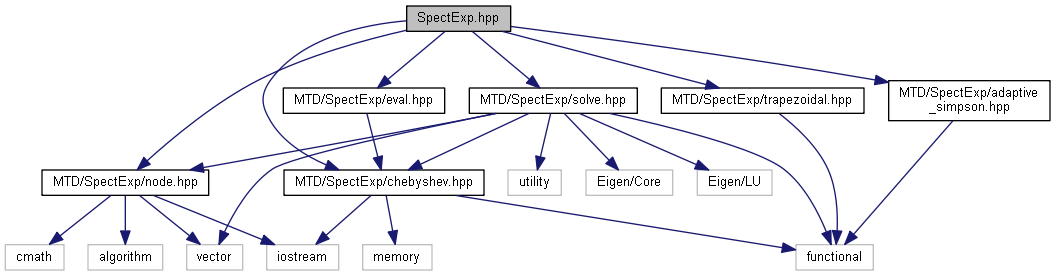 SpectExp.hpp
MTD/SpectExp/eval.hpp
MTD/SpectExp/solve.hpp
MTD/SpectExp/trapezoidal.hpp
MTD/SpectExp/adaptive
_simpson.hpp
MTD/SpectExp/node.hpp
MTD/SpectExp/chebyshev.hpp
utility
Eigen/Core
Eigen/LU
cmath
algorithm
vector
iostream
memory
functional